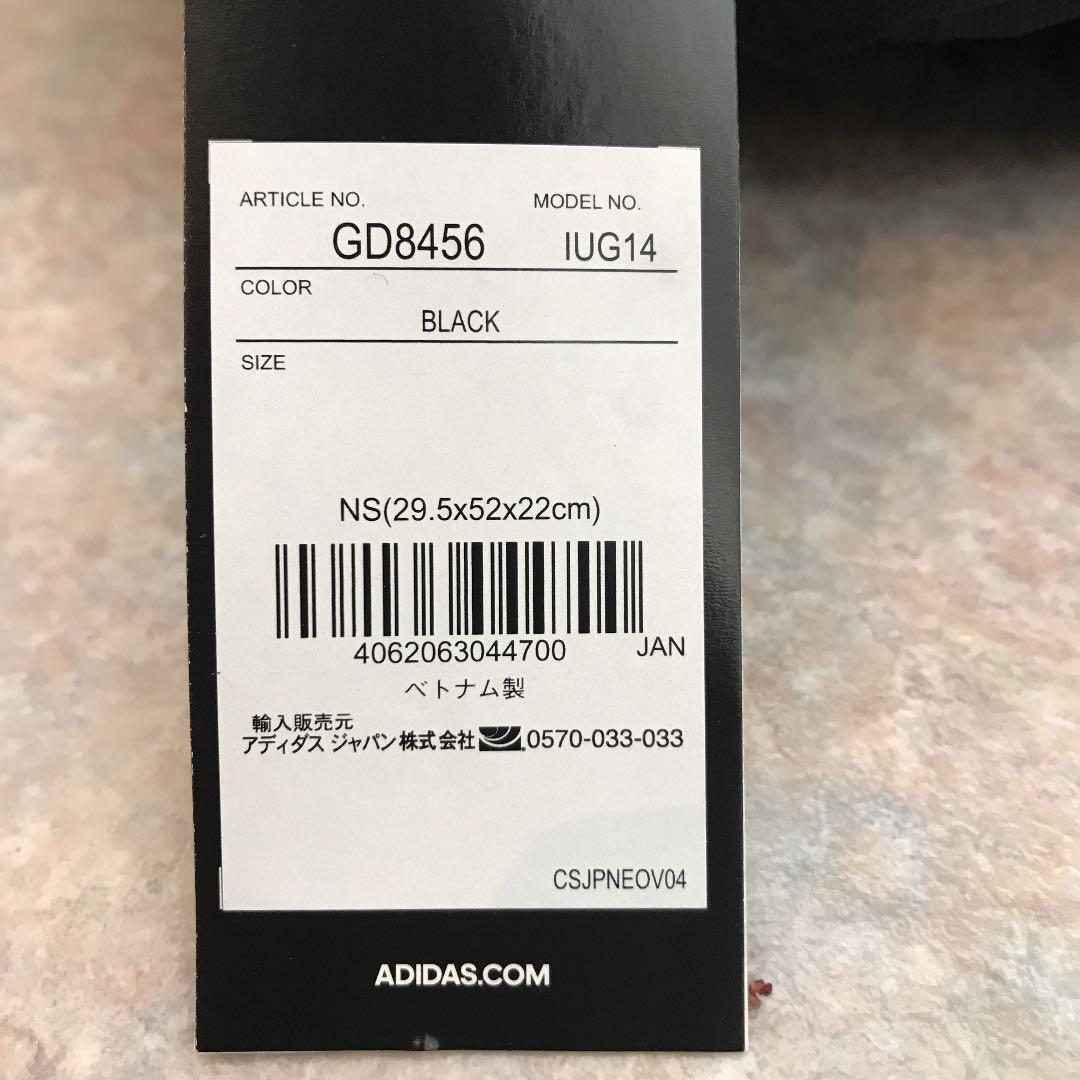 ARTICLE NO. MODEL NO.
GD8456 IUG14
COLOR
BLACK
SIZE
NS(29.5x52x22cm)
4062063044700 JAN
ベトナム製
輸入販売元
アディダス ジャパン株式会社 0570-033-033
CSJPNEOV04
ADIDAS.COM